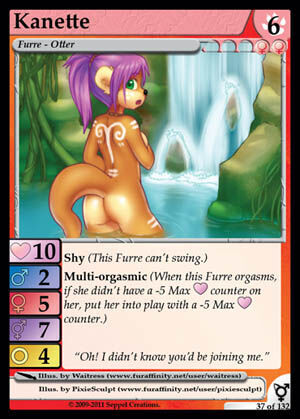 Kanette
6
Furre - Otter
10
Shy (This Furre can't swing.)
2
Multi-orgasmic (When this Furre orgasms,
if she didn't have a -5 Max counter on
5
her, put her into play with a -5 Max
counter.)
7
4
"Oh! I didn't know you'd be joining me."
Illus. by Waitress (www.furaffinity.net/user/waitress)
Illus. by PixieSculpt (www.furaffinity.net/user/pixiesculpt)
© 2009-2011 Seppel Creations.
37 of 132